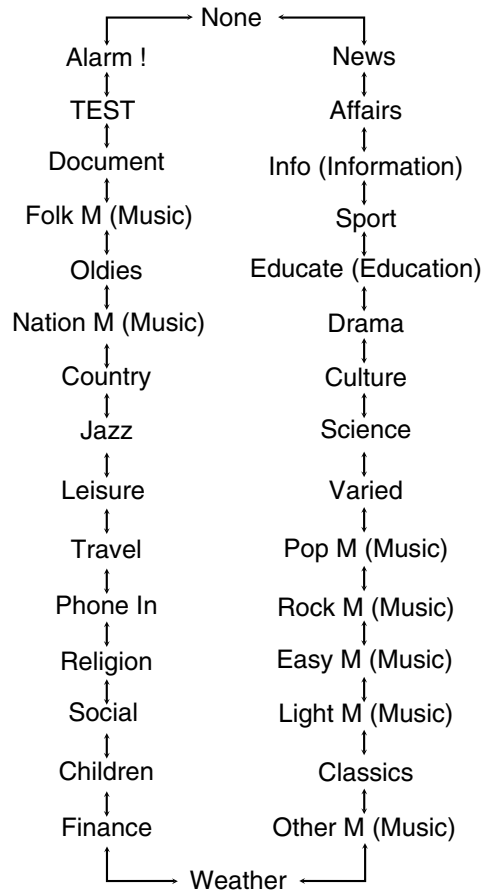 None
Alarm !
News
TEST
Affairs
Document
Info (Information)
Folk M (Music)
Sport
Oldies
Educate (Education)
Nation M (Music)
Drama
Country
Culture
Jazz
Science
Leisure
Varied
Travel
Pop M (Music)
Phone In
Rock M (Music)
Religion
Easy M (Music)
Social
Light M (Music)
Children
Classics
Finance
Other M (Music)
Weather